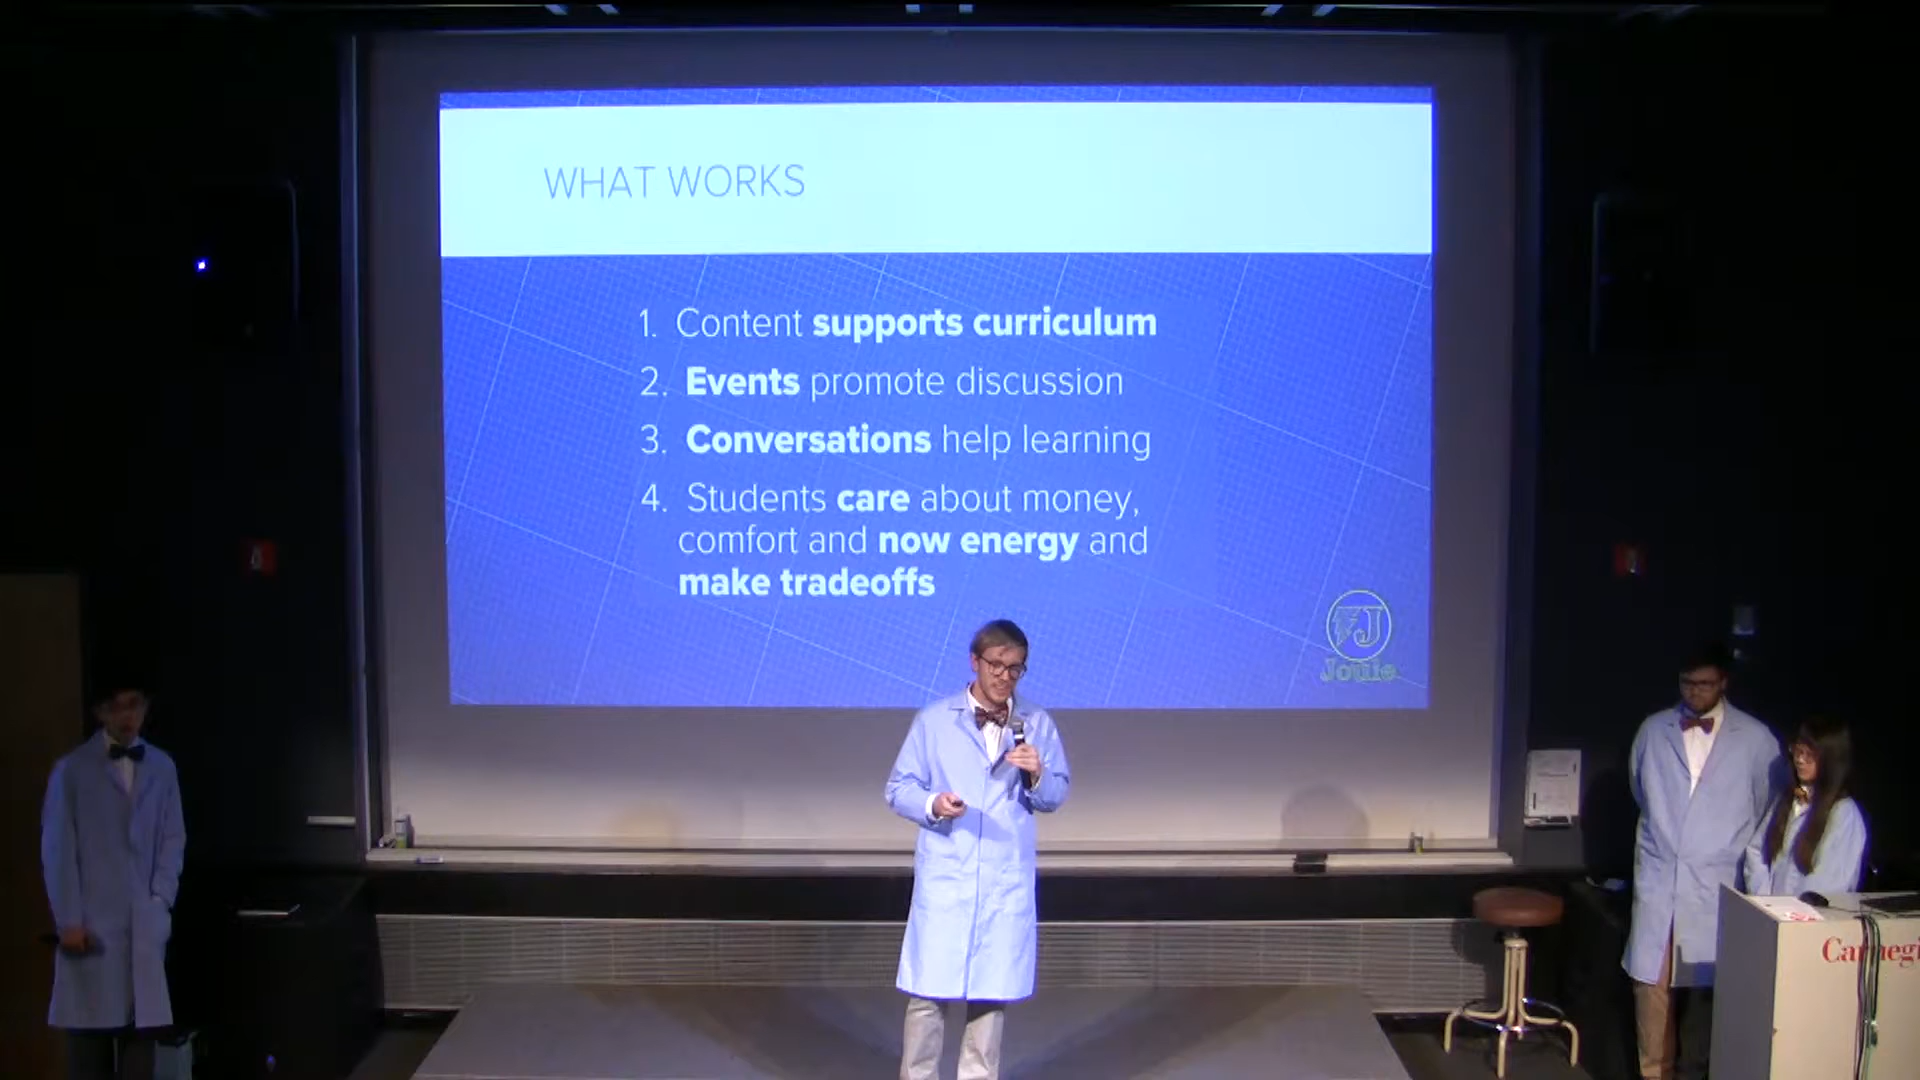 WHAT WORKS
1. Content supports curriculum
2. Events promote discussion
3. Conversations help learning
4. Students care about money,
comfort and now energy and
make tradeoffs
J
Joule
Carnegi